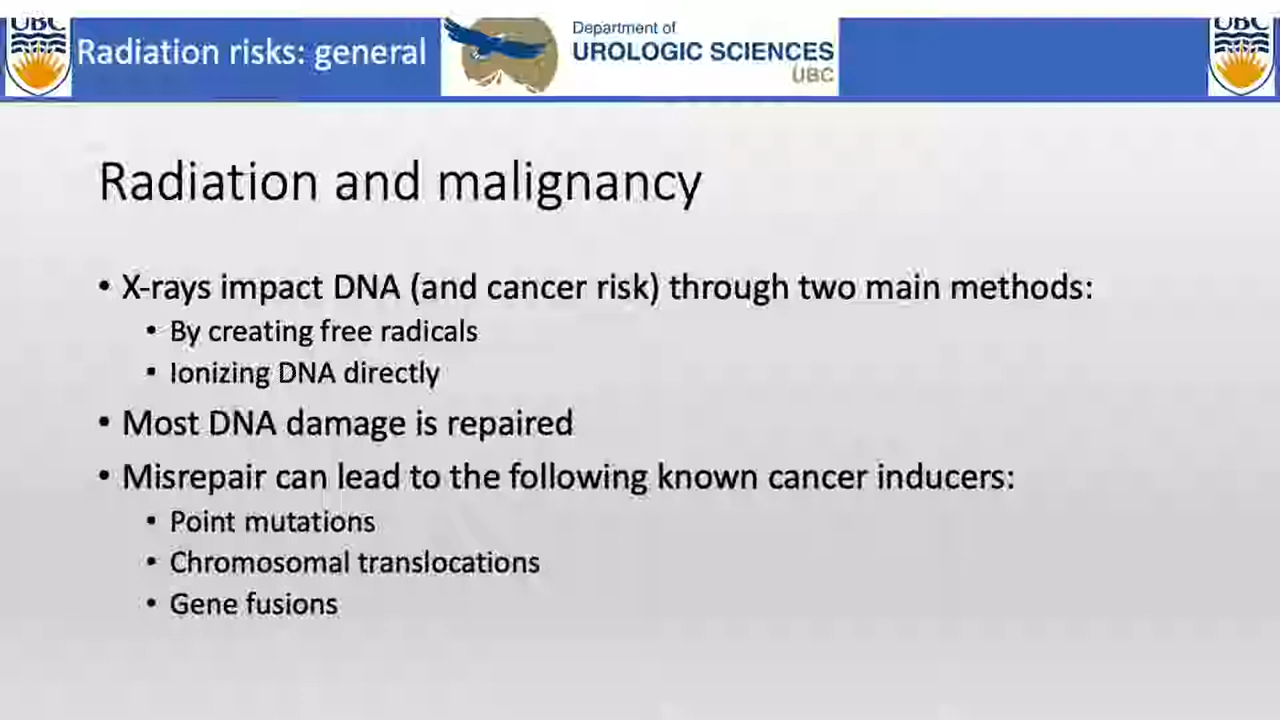 UBC
Radiation risks: general
Department of
UROLOGIC SCIENCES
UBC
UBC
Radiation and malignancy
• X-rays impact DNA (and cancer risk) through two main methods:
• By creating free radicals
• Ionizing DNA directly
• Most DNA damage is repaired
• Misrepair can lead to the following known cancer inducers:
• Point mutations
• Chromosomal translocations
• Gene fusions